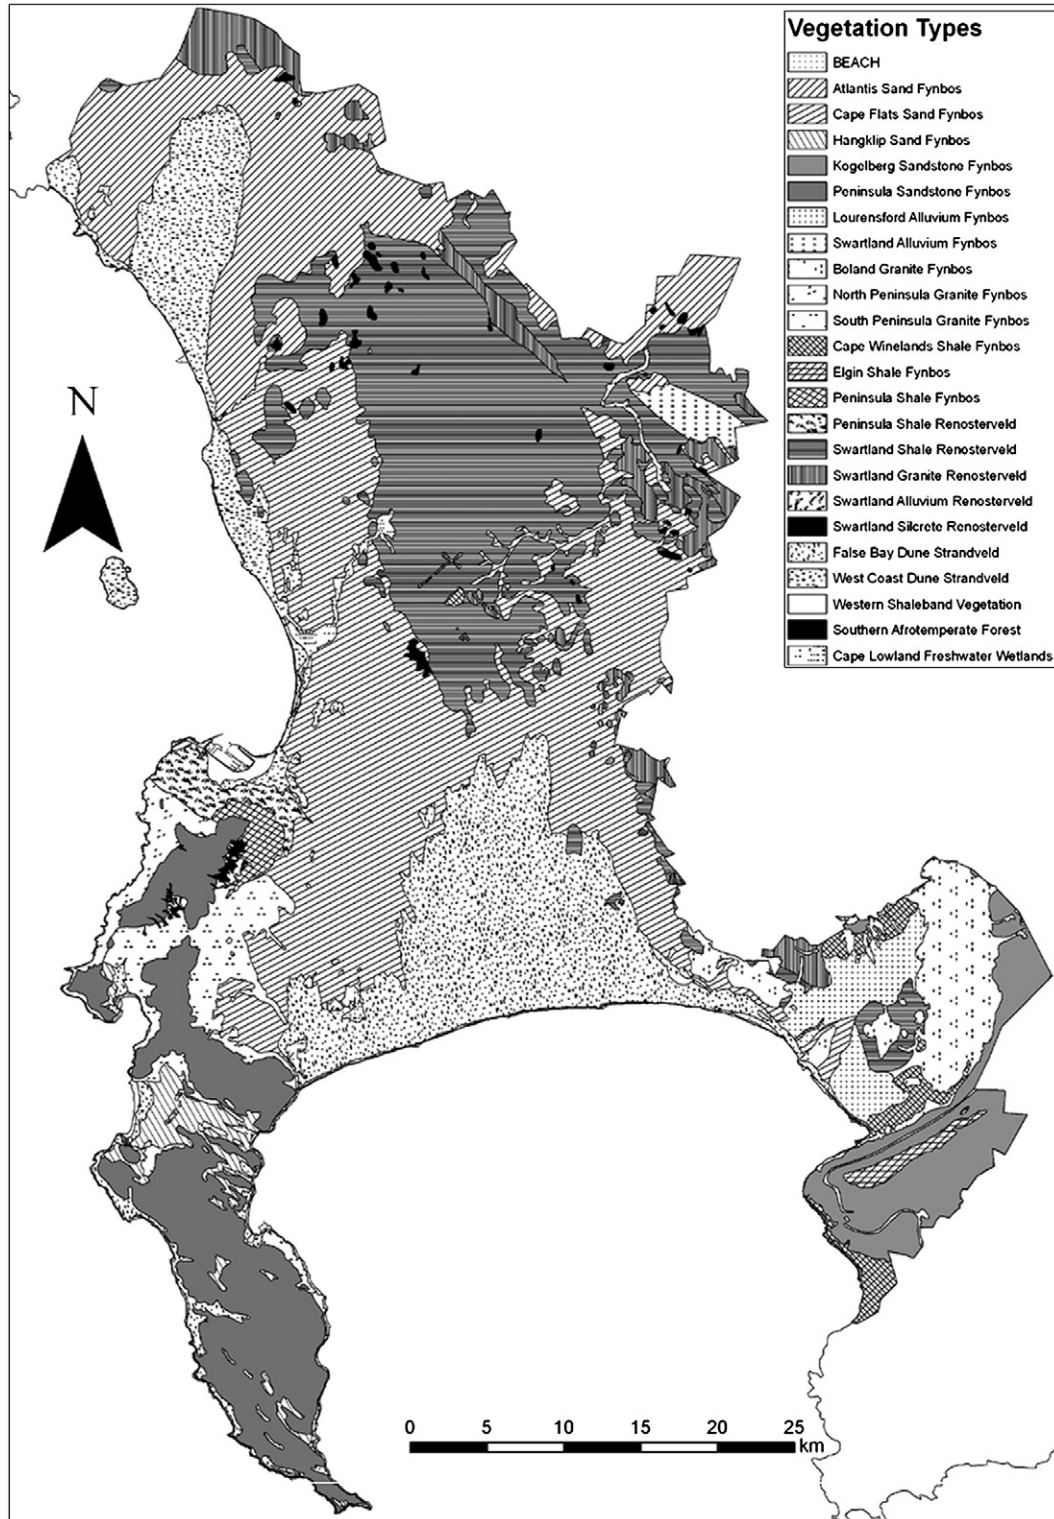 Vegetation Types
BEACH
Atlantis Sand Fynbos
Cape Flats Sand Fynbos
Hangklip Sand Fynbos
Kogelberg Sandstone Fynbos
Peninsula Sandstone Fynbos
Lourensford Alluvium Fynbos
Swartland Alluvium Fynbos
Boland Granite Fynbos
North Peninsula Granite Fynbos
South Peninsula Granite Fynbos
Cape Winelands Shale Fynbos
Elgin Shale Fynbos
Peninsula Shale Fynbos
Peninsula Shale Renosterveld
Swartland Shale Renosterveld
Swartland Granite Renosterveld
Swartland Alluvium Renosterveld
Swartland Silcrete Renosterveld
False Bay Dune Strandveld
West Coast Dune Strandveld
Western Shaleband Vegetation
Southern Afrotemperate Forest
Cape Lowland Freshwater Wetlands
N
0 5 10 15 20 25
km